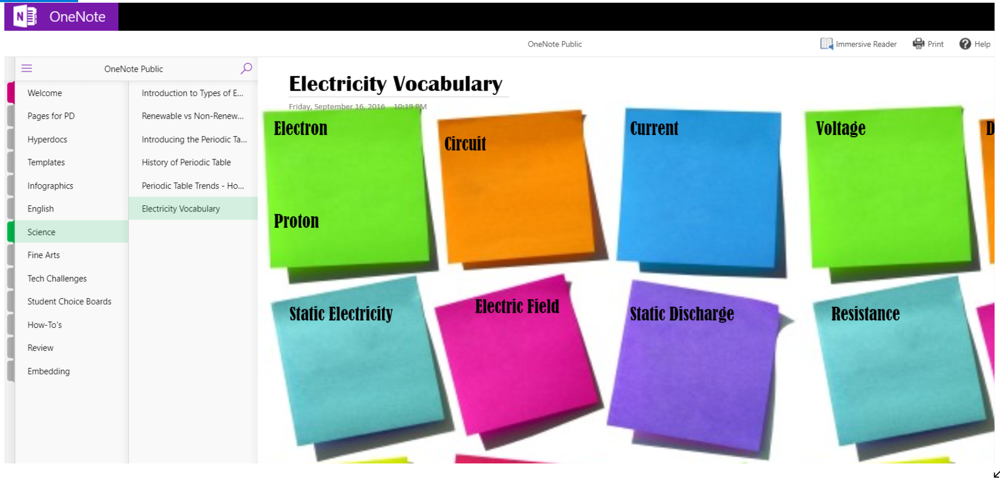 OneNote
OneNote Public
Immersive Reader
Print
Help
OneNote Public
Welcome
Pages for PD
Hyperdocs
Templates
Infographics
English
Science
Fine Arts
Tech Challenges
Student Choice Boards
How-To's
Review
Embedding
Introduction to Types of E...
Renewable vs Non-Renew...
Introducing the Periodic Ta...
History of Periodic Table
Periodic Table Trends - Ho...
Electricity Vocabulary
Electricity Vocabulary
Friday, September 16, 2016 10:19 PM
Electron
Proton
Circuit
Current
Voltage
D
Static Electricity
Electric Field
Static Discharge
Resistance